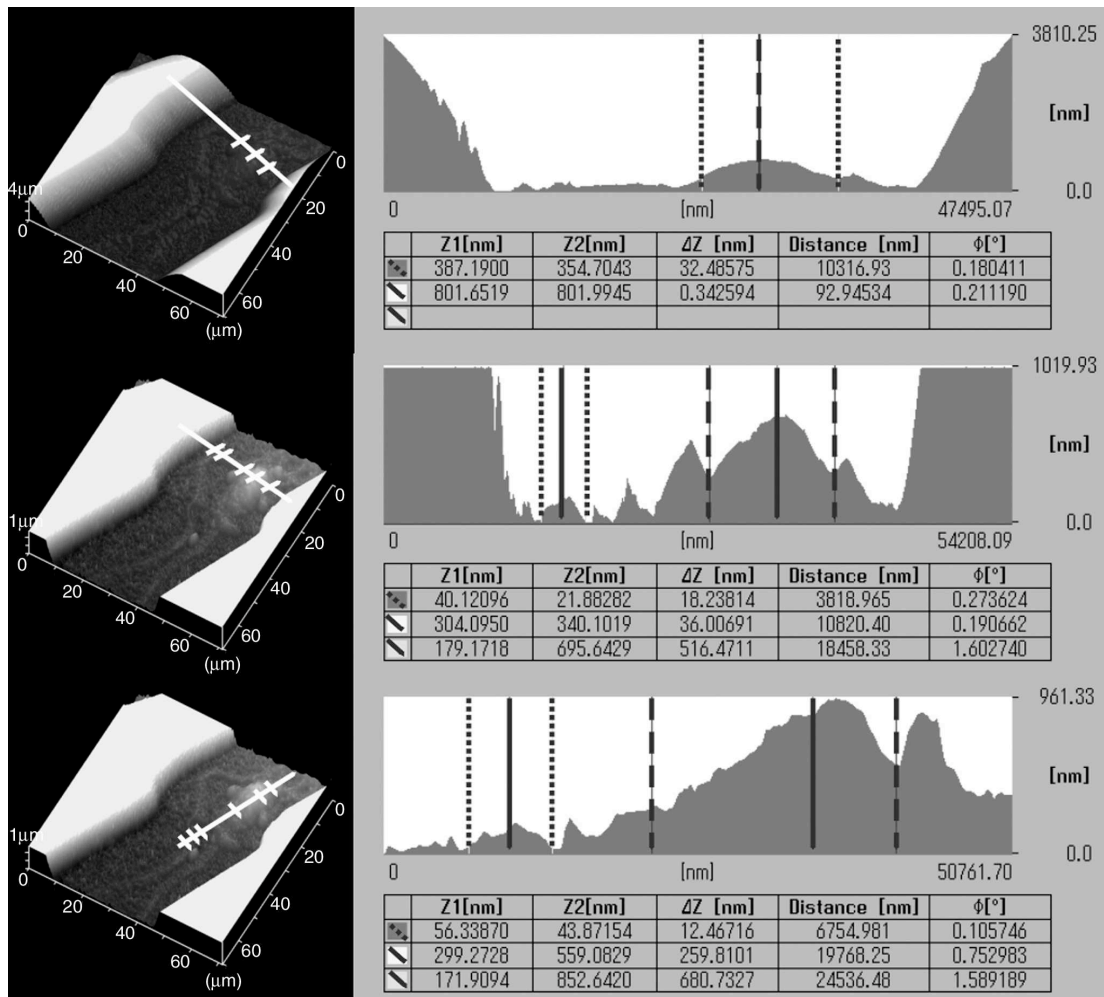 4μm
0
20
40
60
(μm)
60
40
20
0
3810.25
[nm]
0.0
0 [nm] 47495.07
Z1[nm] Z2[nm] ΔZ [nm] Distance [nm] ϕ[°]
387.1900 354.7043 32.48575 10316.93 0.180411
801.6519 801.9945 0.342594 92.94534 0.211190
1μm
0
20
40
60
(μm)
60
40
20
0
1019.93
[nm]
0.0
0 [nm] 54208.09
Z1[nm] Z2[nm] ΔZ [nm] Distance [nm] ϕ[°]
40.12096 21.88282 18.23814 3818.965 0.273624
304.0950 340.1019 36.00691 10820.40 0.190662
179.1718 695.6429 516.4711 18458.33 1.602740
1μm
0
20
40
60
(μm)
60
40
20
0
961.33
[nm]
0.0
0 [nm] 50761.70
Z1[nm] Z2[nm] ΔZ [nm] Distance [nm] ϕ[°]
56.33870 43.87154 12.46716 6754.981 0.105746
299.2728 559.0829 259.8101 19768.25 0.752983
171.9094 852.6420 680.7327 24536.48 1.589189